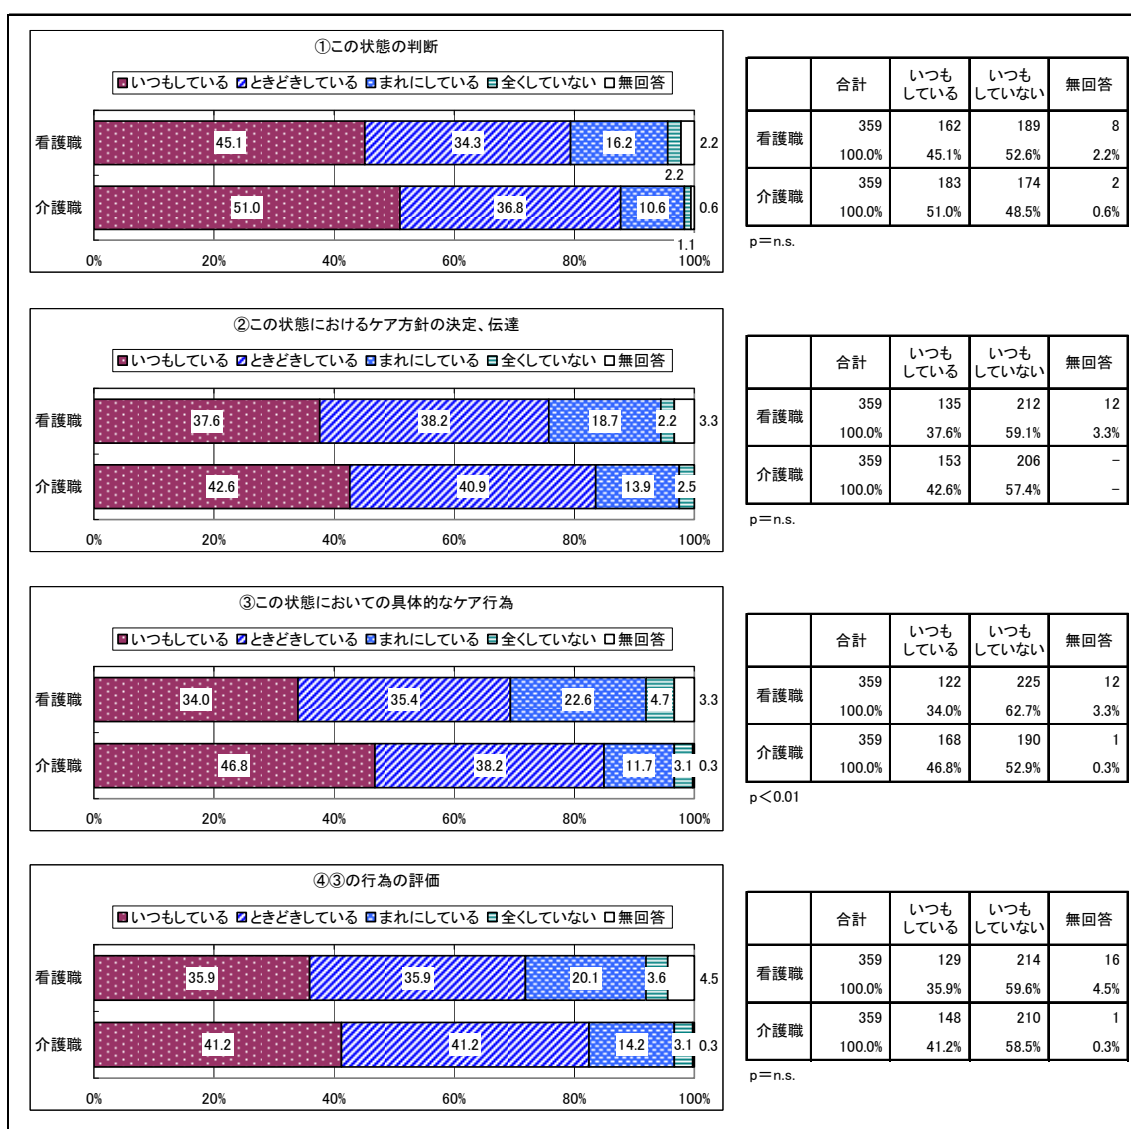 ①この状態の判断
いつもしている ときどきしている まれにしている 全くしていない 無回答
看護職 45.1 34.3 16.2 2.2
2.2
介護職 51.0 36.8 10.6 0.6
1.1
0% 20% 40% 60% 80% 100%
合計 いつもしている いつもしていない 無回答
看護職 359 162 189 8
100.0% 45.1% 52.6% 2.2%
介護職 359 183 174 2
100.0% 51.0% 48.5% 0.6%
p=n.s.
②この状態におけるケア方針の決定、伝達
いつもしている ときどきしている まれにしている 全くしていない 無回答
看護職 37.6 38.2 18.7 2.2 3.3
介護職 42.6 40.9 13.9 2.5
0% 20% 40% 60% 80% 100%
合計 いつもしている いつもしていない 無回答
看護職 359 135 212 12
100.0% 37.6% 59.1% 3.3%
介護職 359 153 206 -
100.0% 42.6% 57.4% -
p=n.s.
③この状態においての具体的なケア行為
いつもしている ときどきしている まれにしている 全くしていない 無回答
看護職 34.0 35.4 22.6 4.7 3.3
介護職 46.8 38.2 11.7 3.1 0.3
0% 20% 40% 60% 80% 100%
合計 いつもしている いつもしていない 無回答
看護職 359 122 225 12
100.0% 34.0% 62.7% 3.3%
介護職 359 168 190 1
100.0% 46.8% 52.9% 0.3%
p<0.01
④③の行為の評価
いつもしている ときどきしている まれにしている 全くしていない 無回答
看護職 35.9 35.9 20.1 3.6 4.5
介護職 41.2 41.2 14.2 3.1 0.3
0% 20% 40% 60% 80% 100%
合計 いつもしている いつもしていない 無回答
看護職 359 129 214 16
100.0% 35.9% 59.6% 4.5%
介護職 359 148 210 1
100.0% 41.2% 58.5% 0.3%
p=n.s.